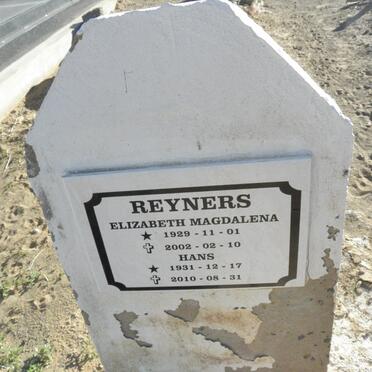 REYNERS
ELIZABETH MAGDALENA
★ 1929 - 11 - 01
✞ 2002 - 02 - 10
HANS
★ 1931 - 12 - 17
✞ 2010 - 08 - 31